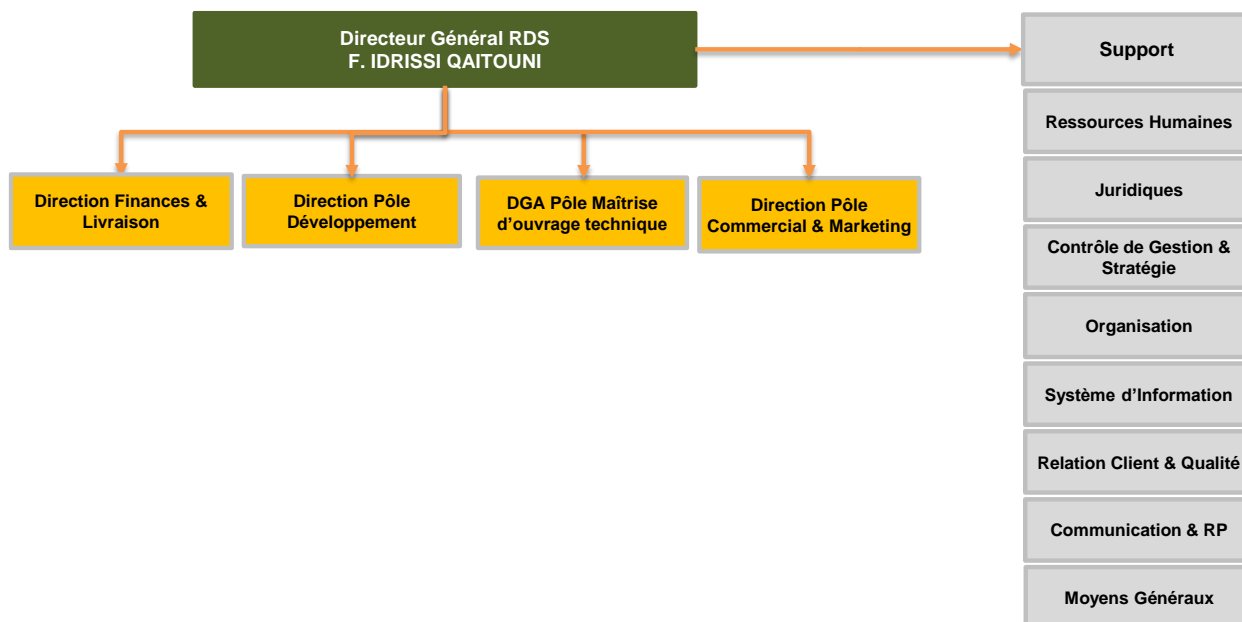 Directeur Général RDS
F. IDRISSI QAITOUNI
Support
Ressources Humaines
Juridiques
Contrôle de Gestion &
Stratégie
Organisation
Système d’Information
Relation Client & Qualité
Communication & RP
Moyens Généraux
Direction Finances &
Livraison
Direction Pôle
Développement
DGA Pôle Maîtrise
d’ouvrage technique
Direction Pôle
Commercial & Marketing